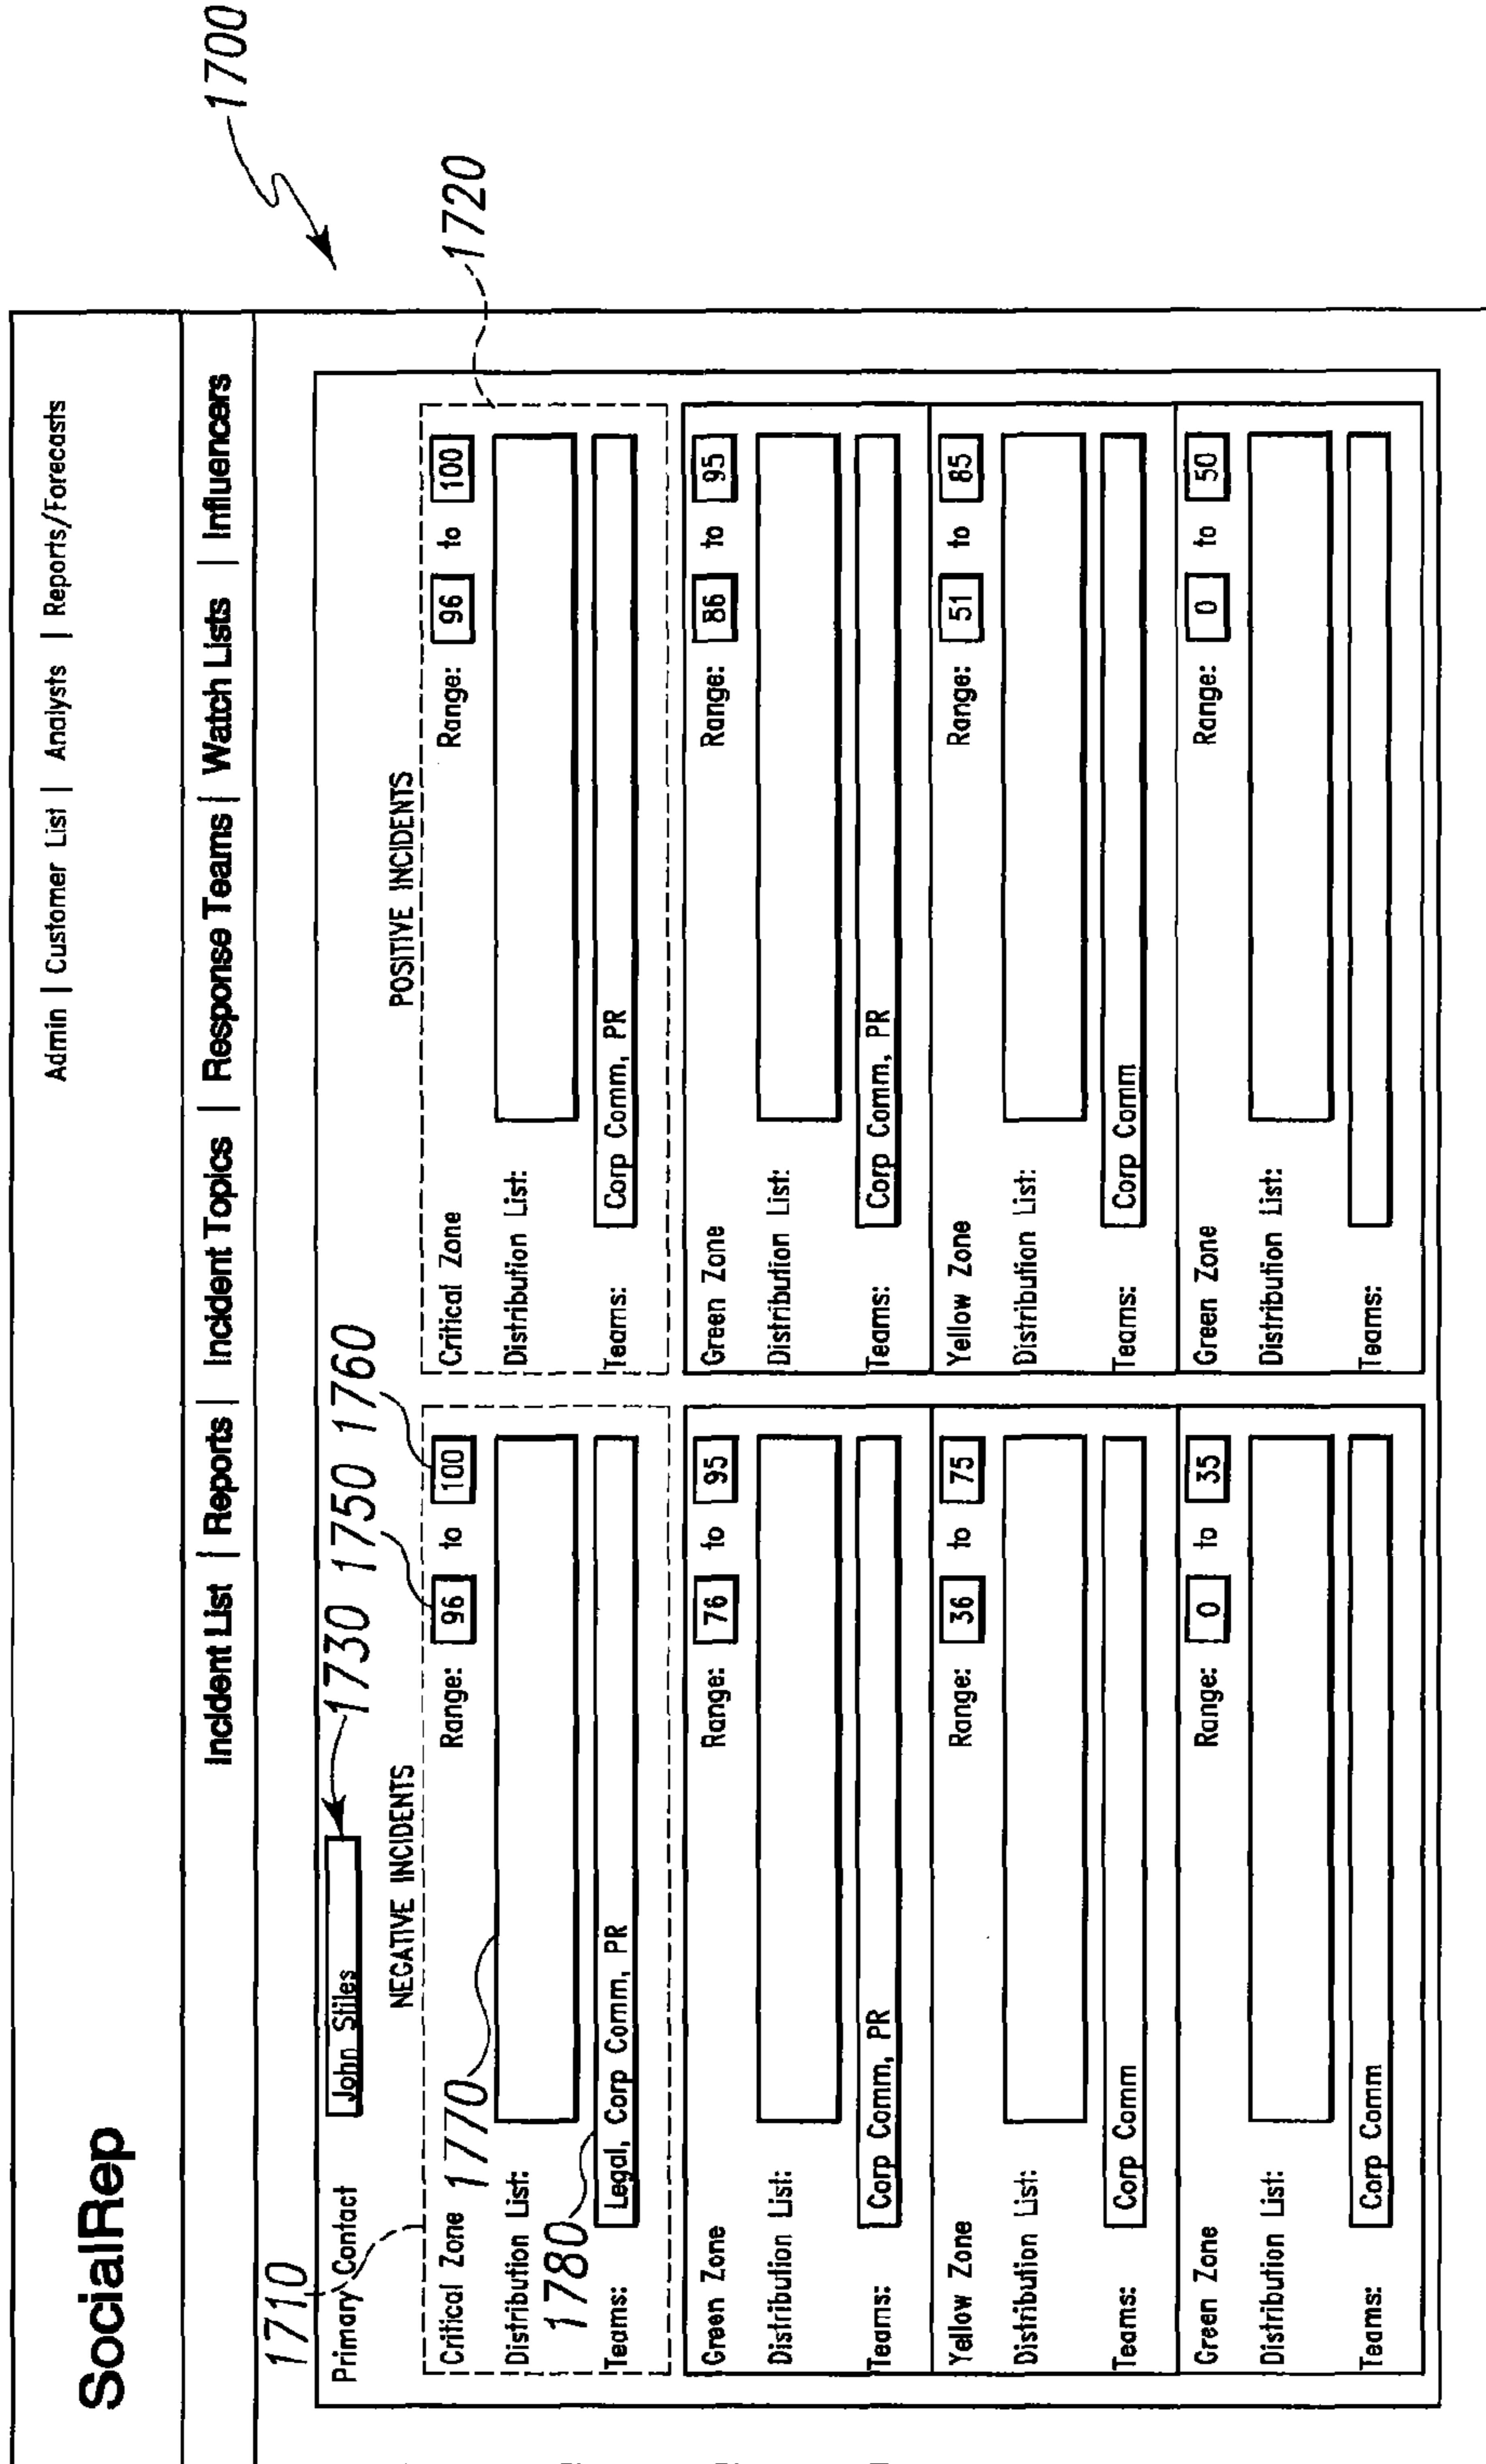 SocialRep
Admin | Customer List | Analysts | Reports/Forecasts
Incident List | Reports | Incident Topics | Response Teams | Watch Lists | Influencers
1700
1710
Primary Contact
John Stiles
1730
1750
1760
1720
NEGATIVE INCIDENTS
Critical Zone
1770
Range: 96 to 100
Distribution List:
1780
Teams: Legal, Corp Comm, PR
Green Zone
Range: 76 to 95
Distribution List:
Teams: Corp Comm, PR
Yellow Zone
Range: 36 to 75
Distribution List:
Teams: Corp Comm
Green Zone
Range: 0 to 35
Distribution List:
Teams: Corp Comm
POSITIVE INCIDENTS
Critical Zone
Range: 96 to 100
Distribution List:
Teams: Corp Comm, PR
Green Zone
Range: 86 to 95
Distribution List:
Teams: Corp Comm, PR
Yellow Zone
Range: 51 to 85
Distribution List:
Teams: Corp Comm
Green Zone
Range: 0 to 50
Distribution List:
Teams: